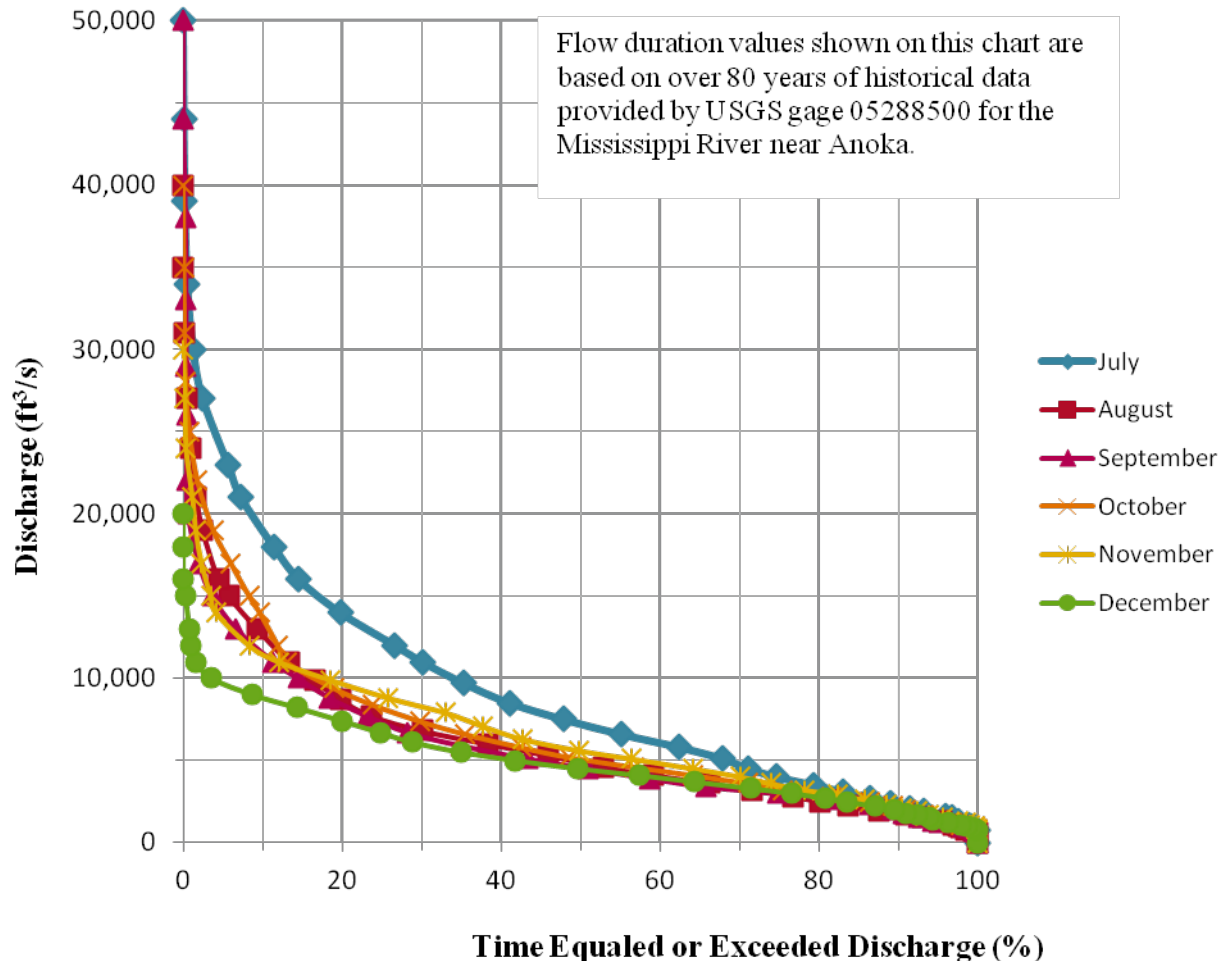 Flow duration values shown on this chart are
based on over 80 years of historical data
provided by USGS gage 05288500 for the
Mississippi River near Anoka.
50,000
40,000
30,000
20,000
10,000
0
Discharge (ft³/s)
0 20 40 60 80 100
Time Equaled or Exceeded Discharge (%)
July
August
September
October
November
December